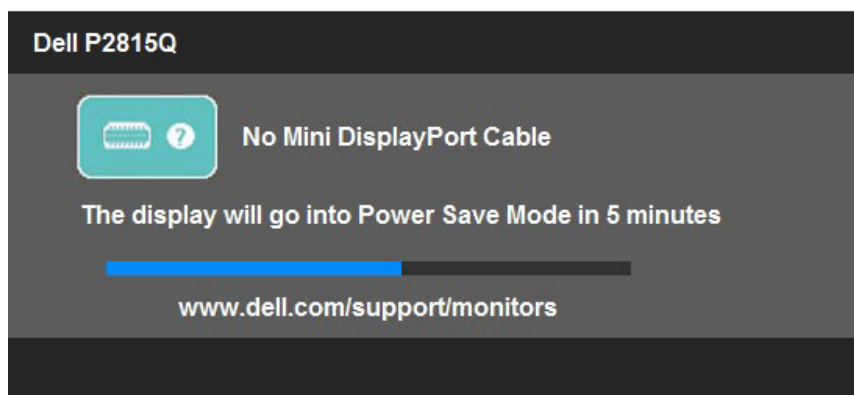 Dell P2815Q
No Mini DisplayPort Cable
The display will go into Power Save Mode in 5 minutes
www.dell.com/support/monitors